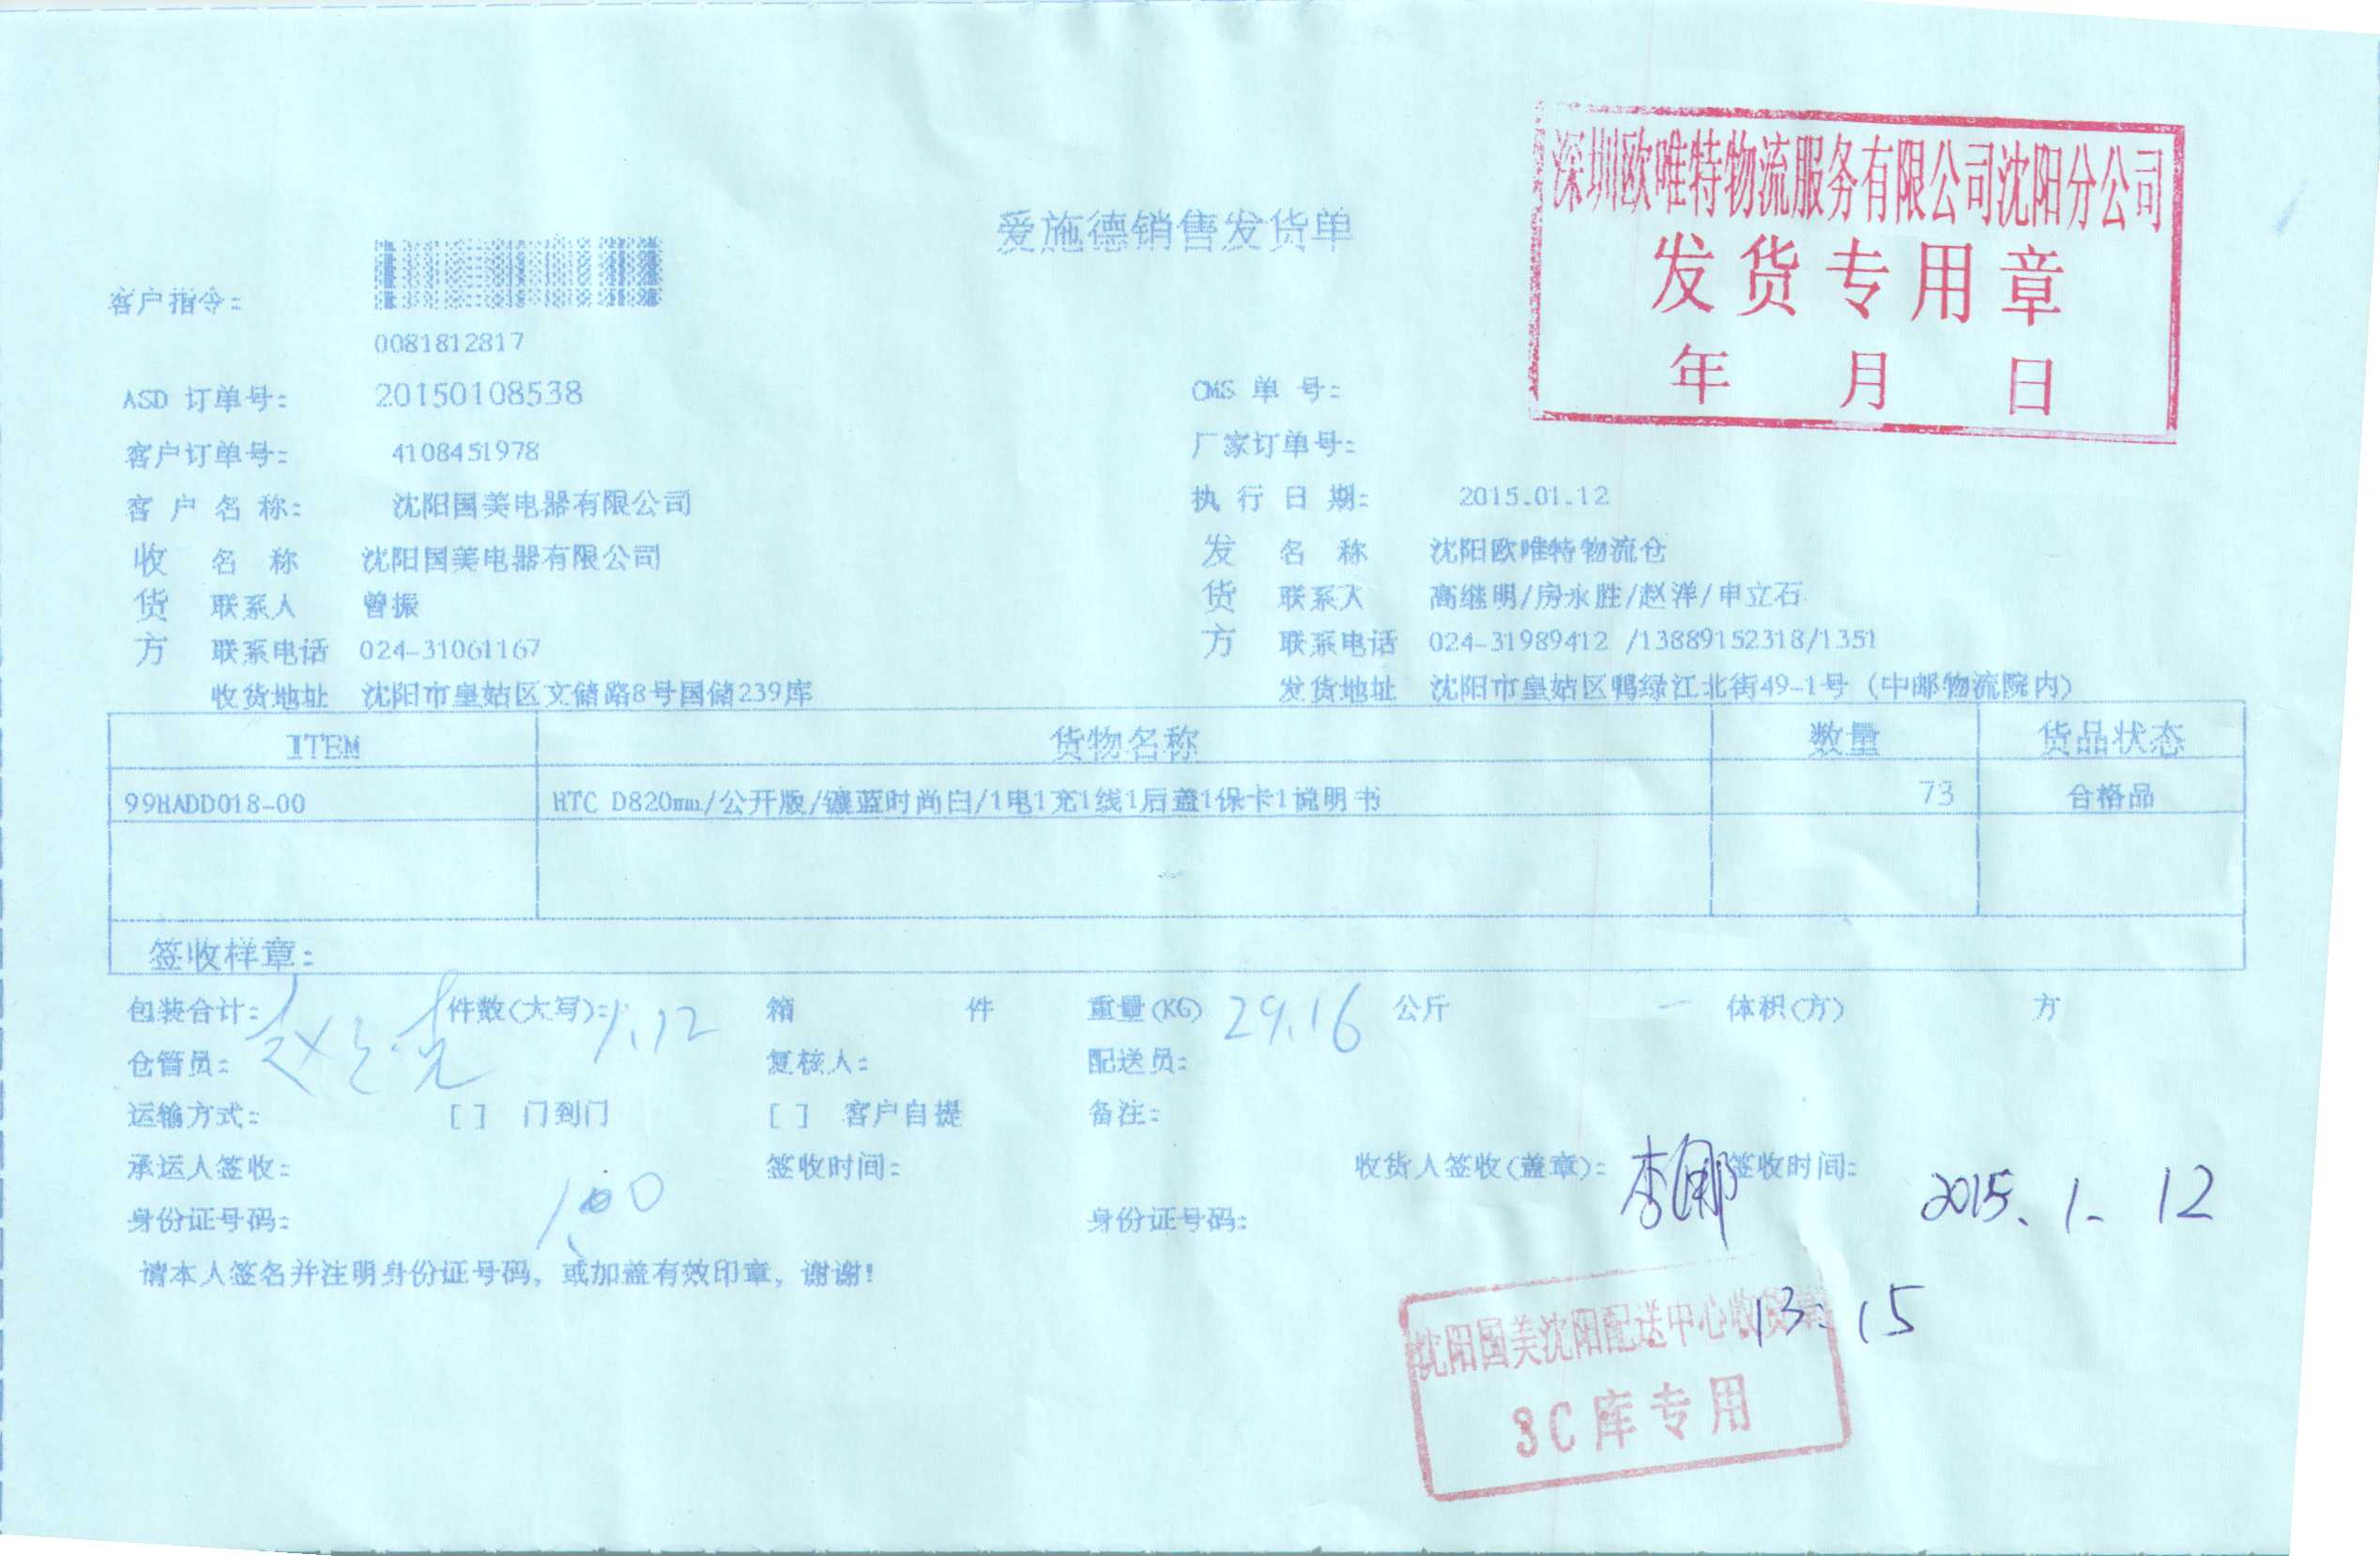 深圳欧唯特物流服务有限公司沈阳分公司
发货专用章
年 月 日
爱施德销售发货单
客户指令:
0081812817
ASD 订单号: 20150108538 CMS 单 号:
客户订单号: 4108451978 厂家订单号:
客 户 名 称: 沈阳国美电器有限公司 执 行 日 期: 2015.01.12
收 名 称 沈阳国美电器有限公司 发 名 称 沈阳欧唯特物流仓
货 联系人 曾振 货 联系人 高继明/房永胜/赵洋/申立石
方 联系电话 024-31061167 方 联系电话 024-31989412 /13889152318/1351
收货地址 沈阳市皇姑区文储路8号国储239库 发货地址 沈阳市皇姑区鸭绿江北街49-1号 (中邮物流院内)
ITEM 货物名称 数量 货品状态
99HADD018-00 HTC D820mu/公开版/镶蓝时尚白/1电1充1线1后盖1保卡1说明书 73 合格品
签收样章:
包装合计: 件数(大写): 1.12 箱 件 重量(KG) 29.16 公斤 体积(方) 方
仓管员: 复核人: 配送员:
运输方式: [ ] 门到门 [ ] 客户自提 备注:
承运人签收: 签收时间: 收货人签收(盖章): 签收时间: 2015.1.12
身份证号码: 身份证号码:
请本人签名并注明身份证号码, 或加盖有效印章, 谢谢!
13:15
沈阳国美沈阳配送中心收货章
3C库专用